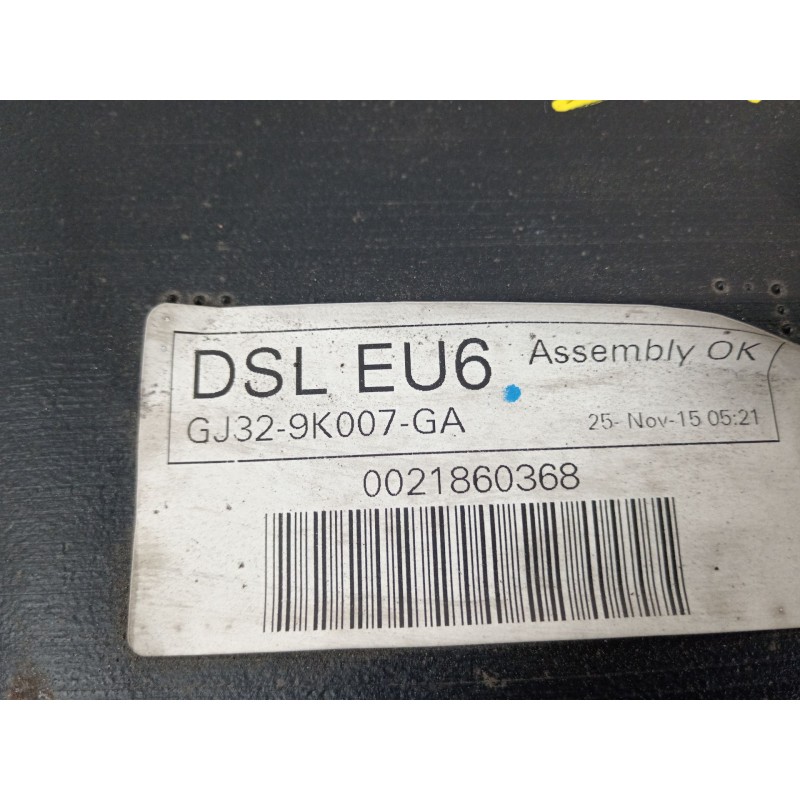 DSL EU6 Assembly OK
GJ32-9K007-GA 25- Nov-15 05:21
0021860368